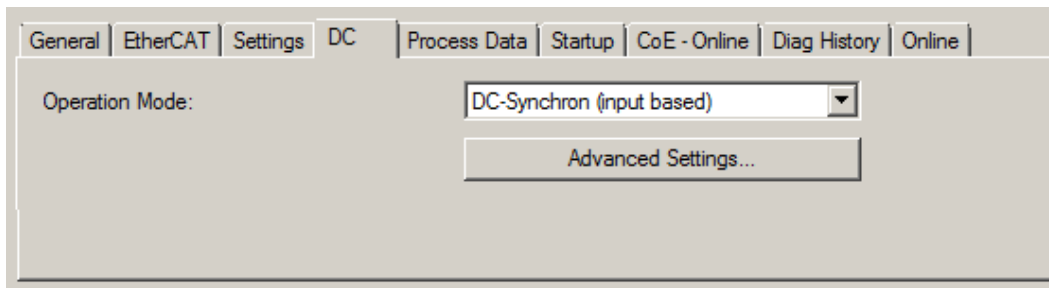 General EtherCAT Settings DC Process Data Startup CoE - Online Diag History Online
Operation Mode: DC-Synchron (input based)
Advanced Settings...